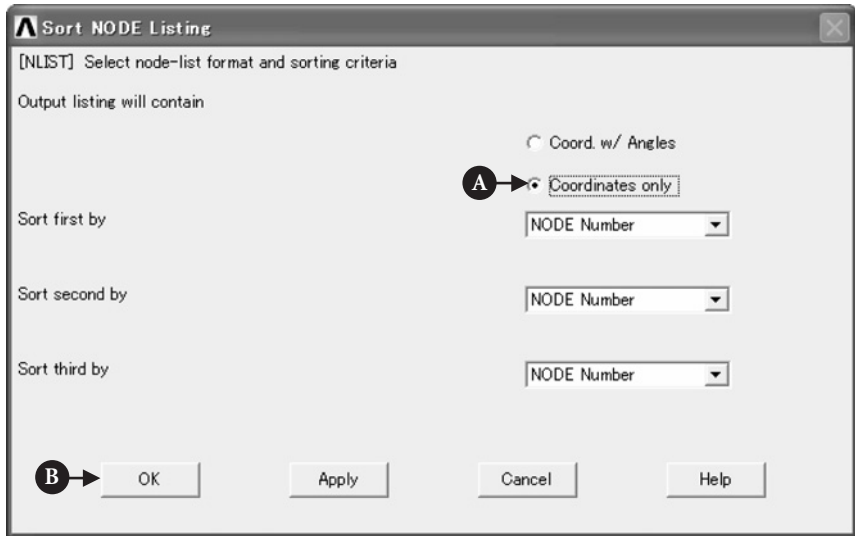 Sort NODE Listing
[NLIST] Select node-list format and sorting criteria
Output listing will contain
Coord. w/ Angles
A Coordinates only
Sort first by NODE Number
Sort second by NODE Number
Sort third by NODE Number
B OK Apply Cancel Help